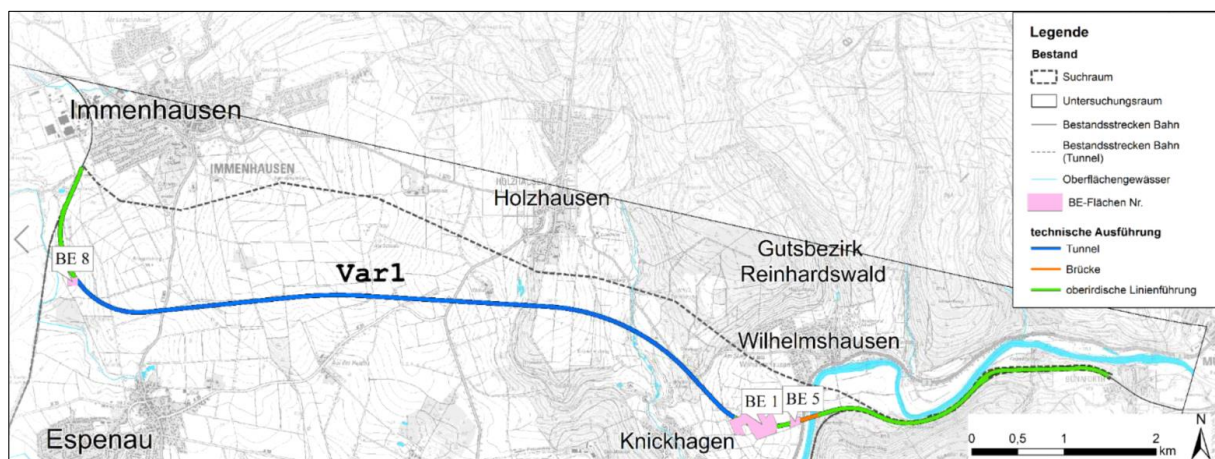 Immenhausen
IMMENHAUSEN
HOLZHAUSEN
Holzhausen
Gutsbezirk
Reinhardswald
BE 8
Var1
Wilhelmshausen
BE 1
BE 5
Knickhagen
Espenau
Legende
Bestand
Suchraum
Untersuchungsraum
Bestandsstrecken Bahn
Bestandsstrecken Bahn
(Tunnel)
Oberflächengewässer
BE-Flächen Nr.
technische Ausführung
Tunnel
Brücke
oberirdische Linienführung
N
0 0,5 1 2
km